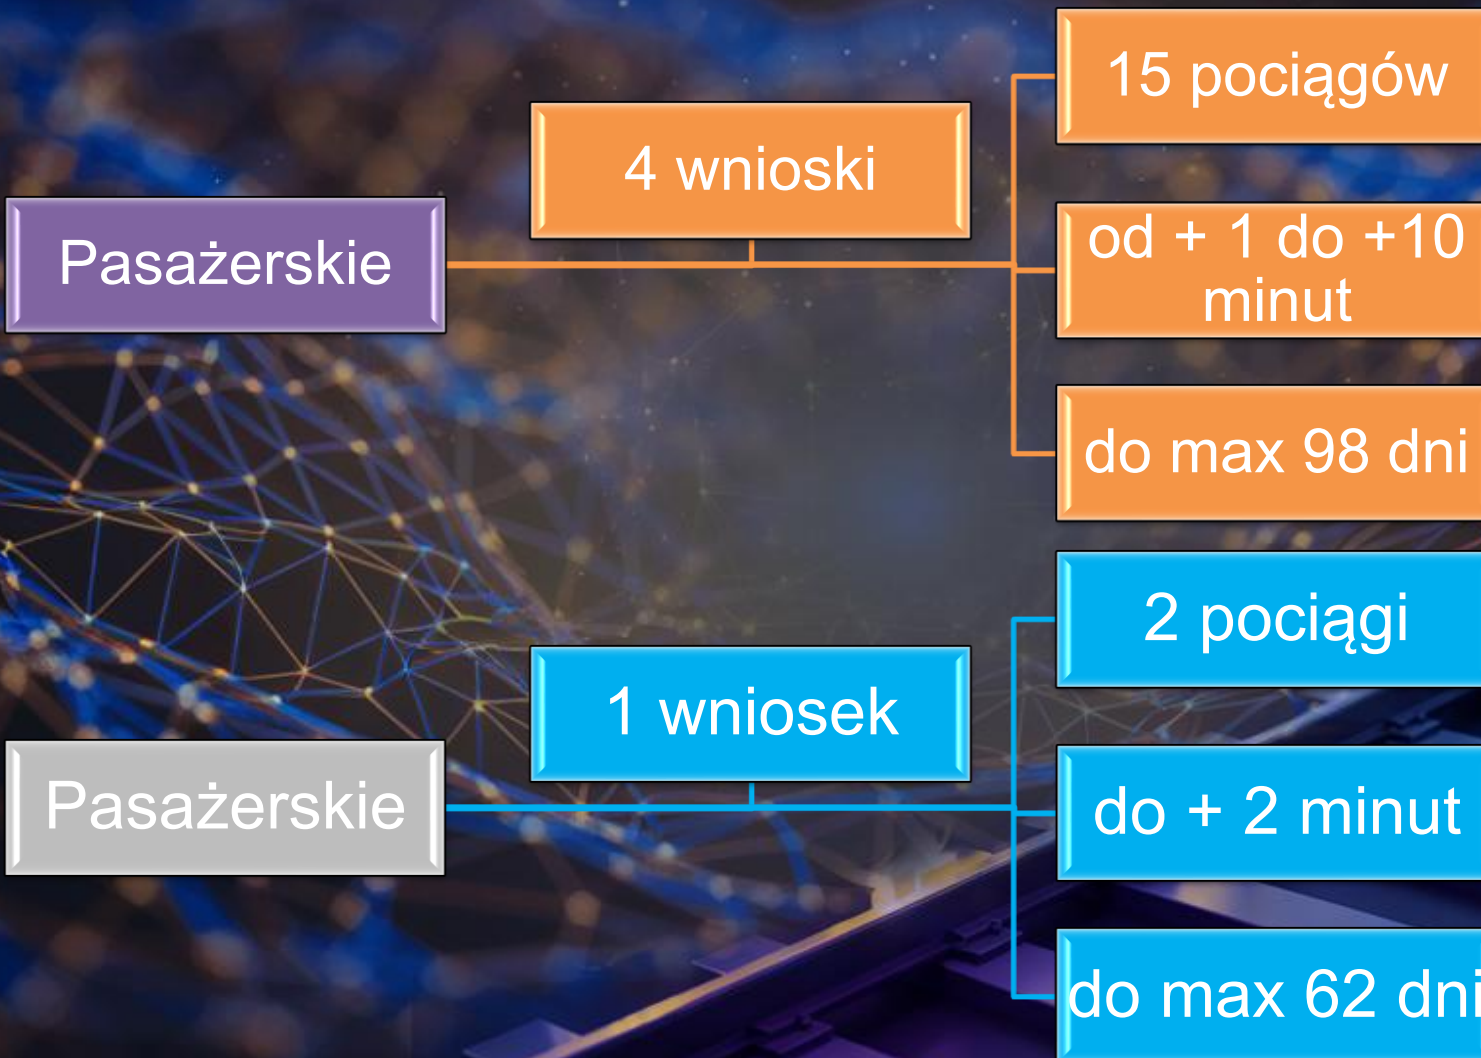 Pasażerskie
4 wnioski
15 pociągów
od + 1 do +10
minut
do max 98 dni
Pasażerskie
1 wniosek
2 pociągi
do + 2 minut
do max 62 dni